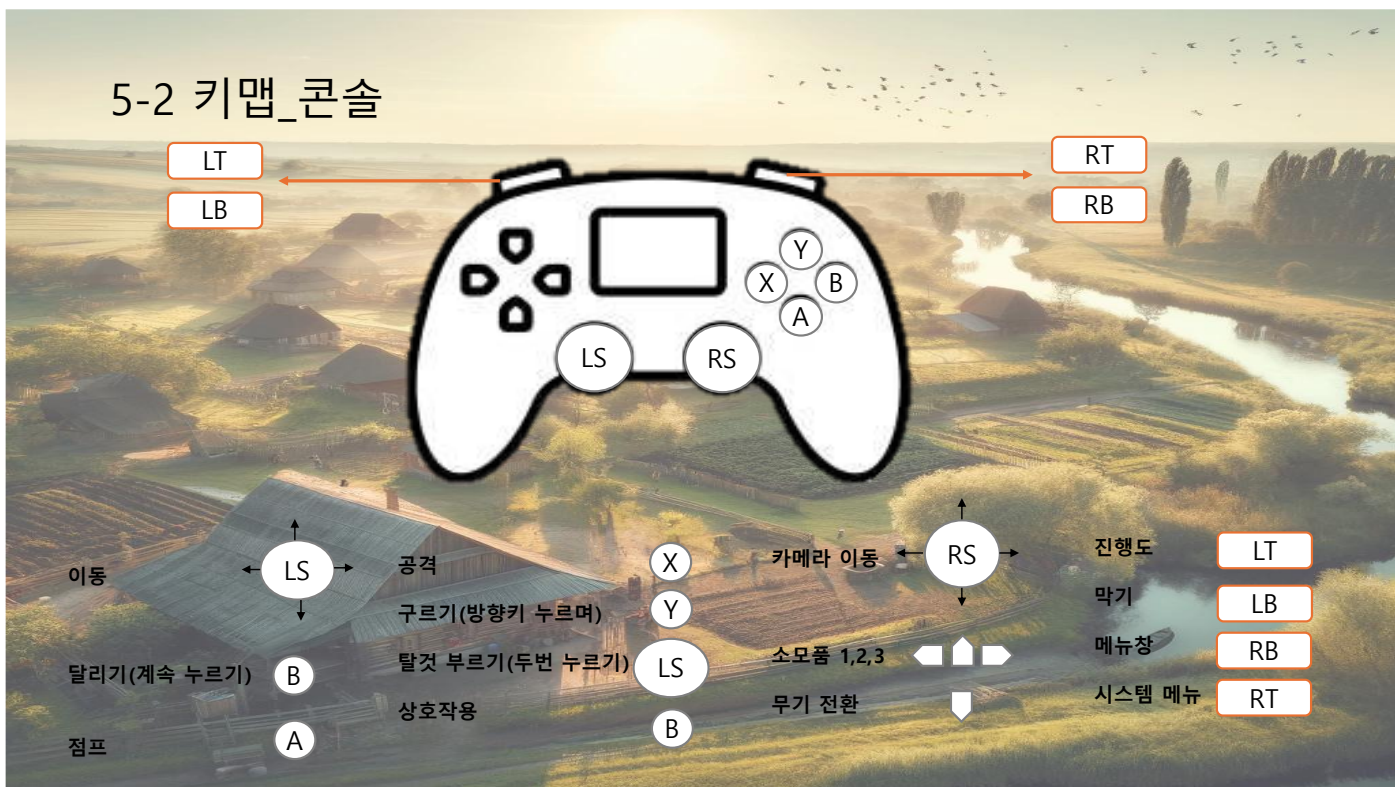 5-2 키맵_콘솔
LT
LB
RT
RB
Y
X
B
A
LS
RS
이동
LS
달리기(계속 누르기)
B
점프
A
공격
X
구르기(방향키 누르며)
Y
탈것 부르기(두번 누르기)
LS
상호작용
B
카메라 이동
RS
소모품 1,2,3
무기 전환
진행도
LT
막기
LB
메뉴창
RB
시스템 메뉴
RT